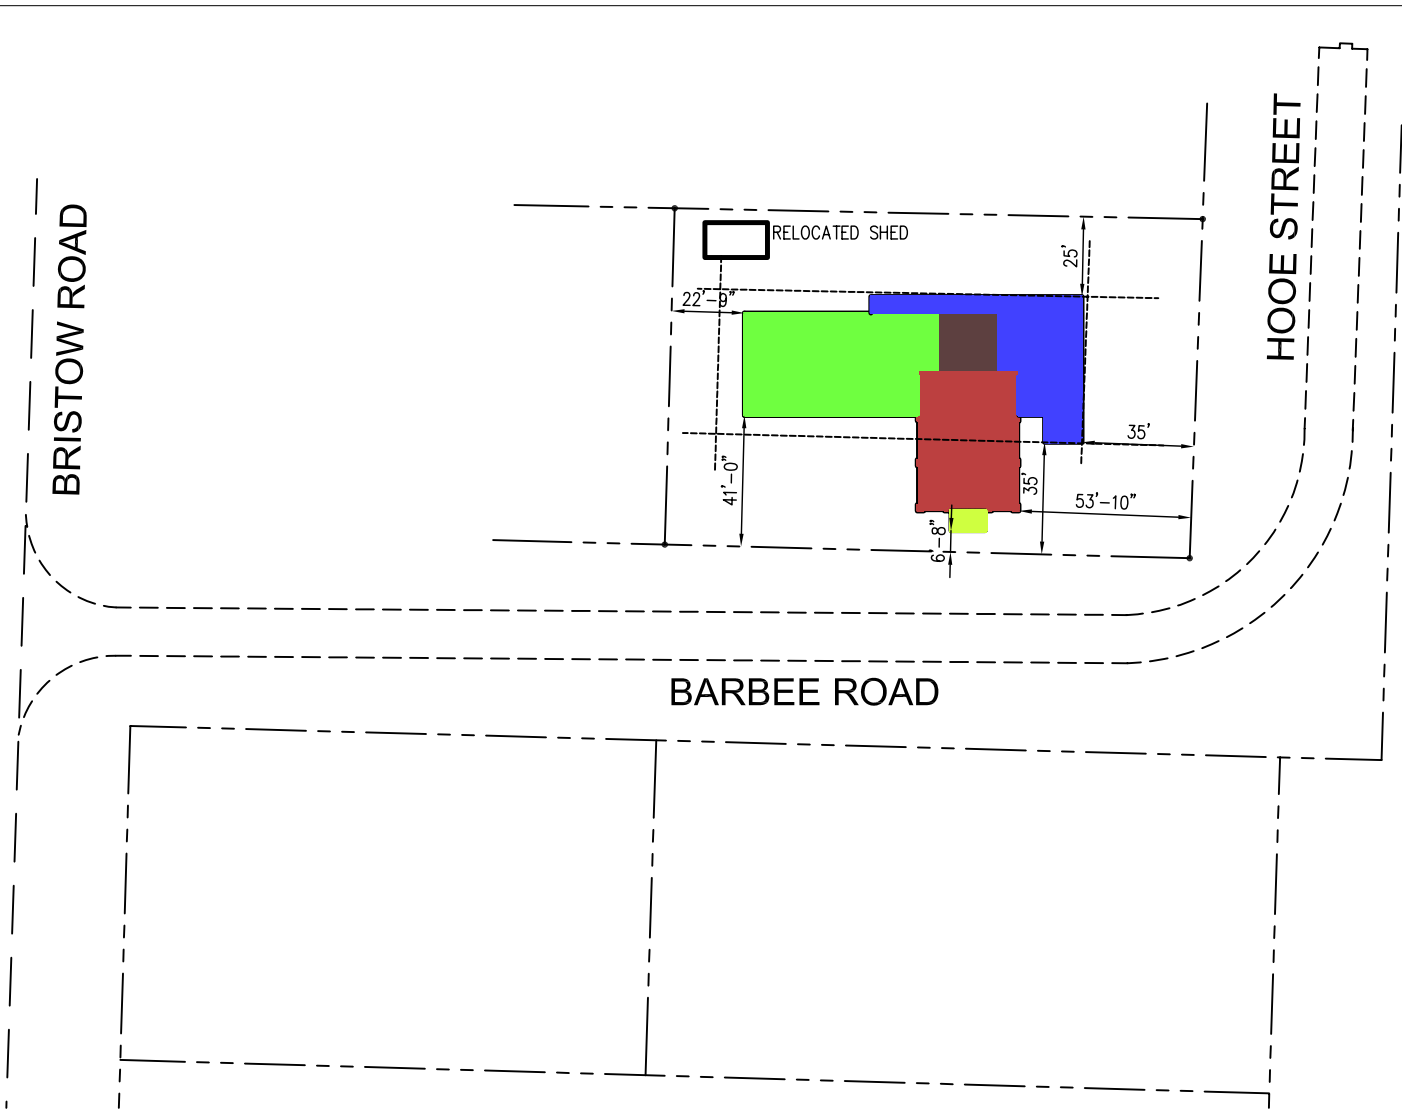 HOOE STREET
BRISTOW ROAD
RELOCATED SHED
25'
22'-9"
35'
41'-0"
35'
53'-10"
6'-8"
BARBEE ROAD